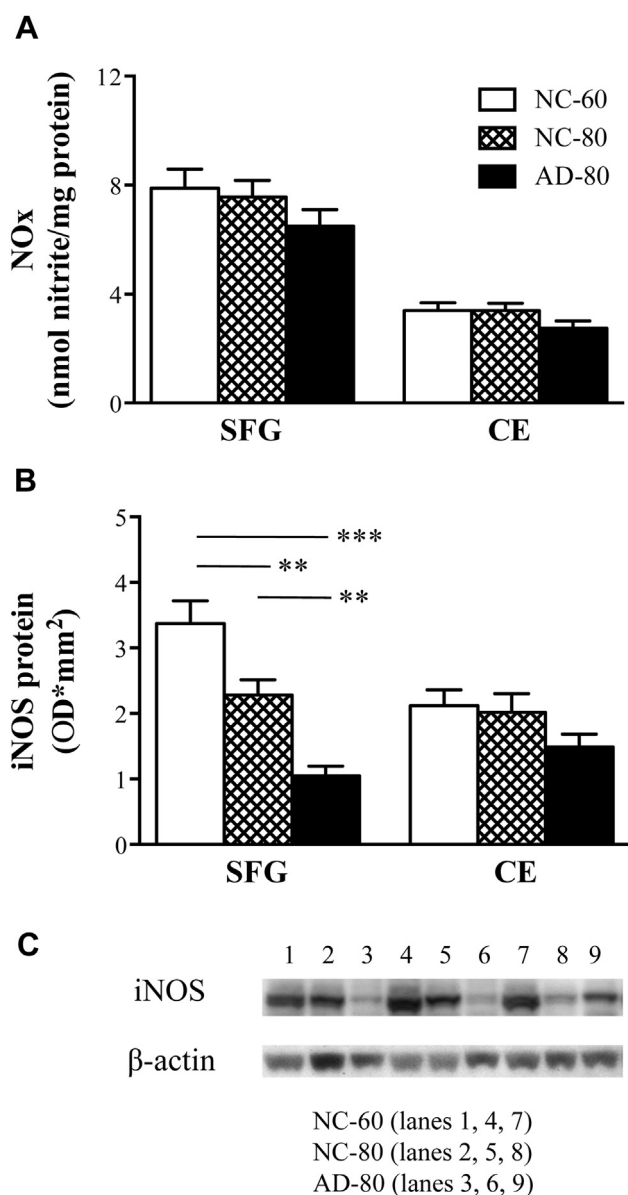 A
NOx
(nmol nitrite/mg protein)
12
8
4
0
NC-60
NC-80
AD-80
SFG CE
B
iNOS protein
(OD*mm²)
5
4
3
2
1
0
***
**
**
SFG CE
C
1 2 3 4 5 6 7 8 9
iNOS
β-actin
NC-60 (lanes 1, 4, 7)
NC-80 (lanes 2, 5, 8)
AD-80 (lanes 3, 6, 9)